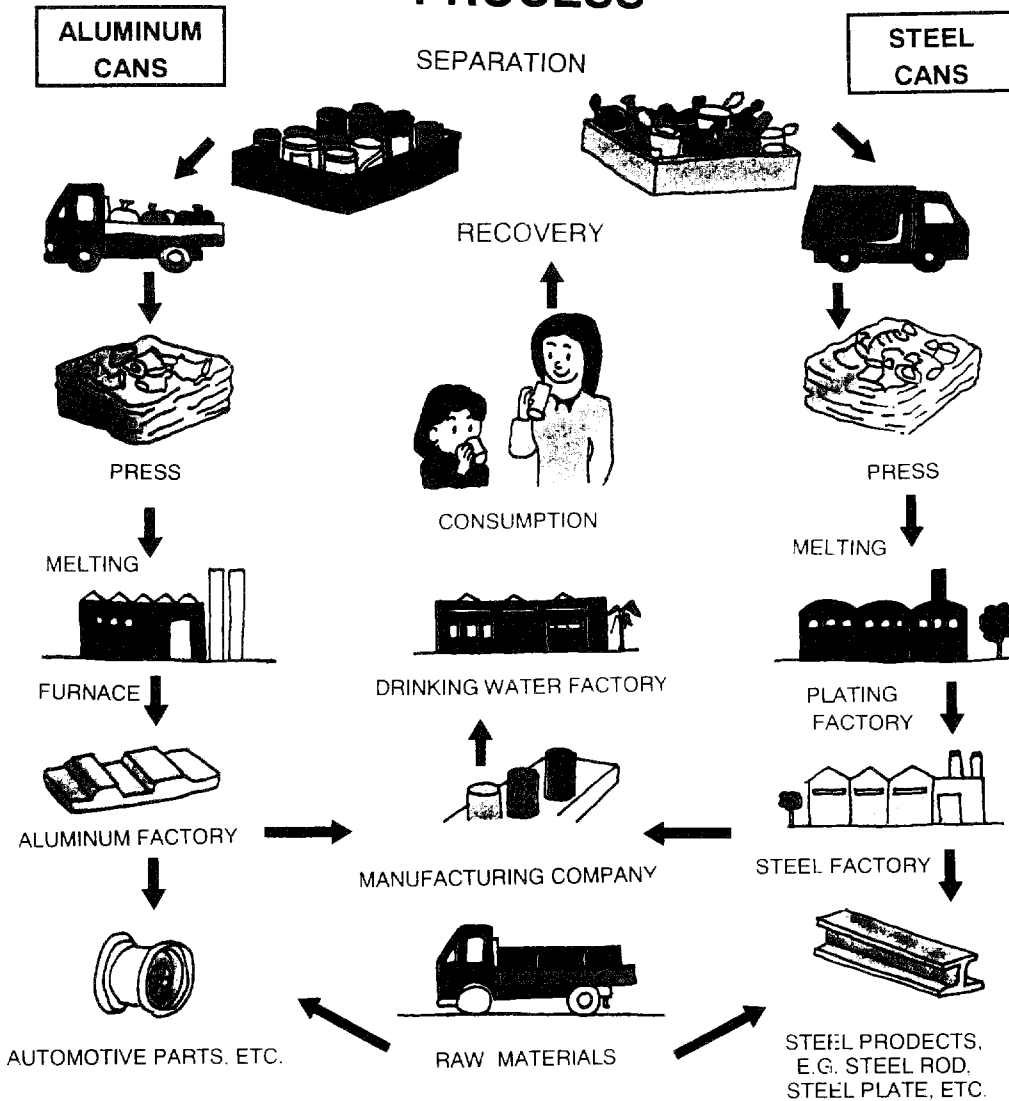 PROCESS
ALUMINUM
CANS
SEPARATION
STEEL
CANS
RECOVERY
PRESS
CONSUMPTION
PRESS
MELTING
MELTING
FURNACE
DRINKING WATER FACTORY
PLATING
FACTORY
ALUMINUM FACTORY
MANUFACTURING COMPANY
STEEL FACTORY
AUTOMOTIVE PARTS, ETC.
RAW MATERIALS
STEEL PRODECTS,
E.G. STEEL ROD,
STEEL PLATE, ETC.